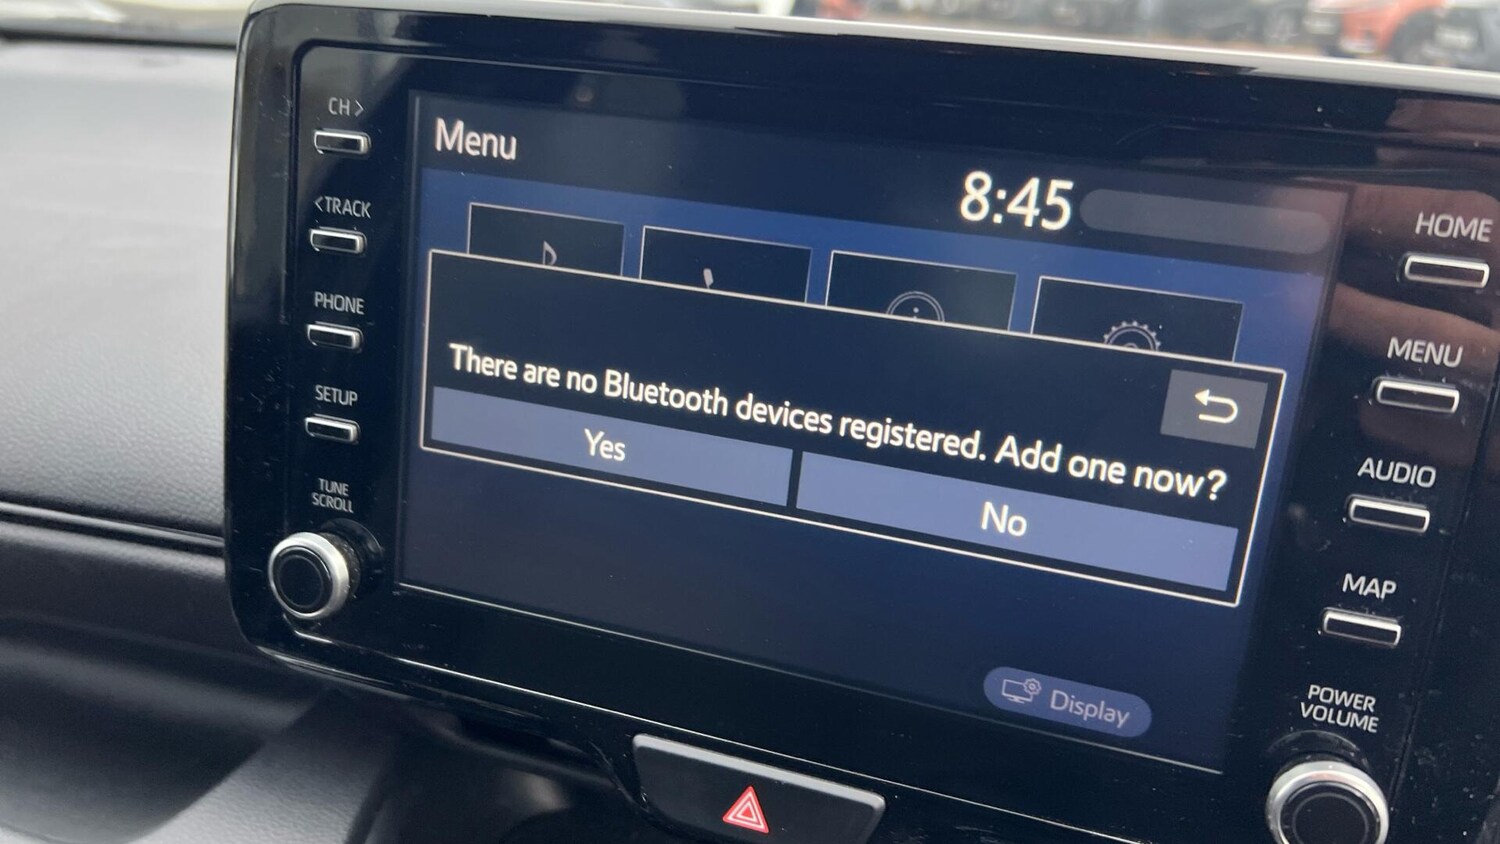 CH >
< TRACK
PHONE
SETUP
TUNE
SCROLL
Menu
8:45
There are no Bluetooth devices registered. Add one now?
Yes
No
Display
HOME
MENU
AUDIO
MAP
POWER
VOLUME